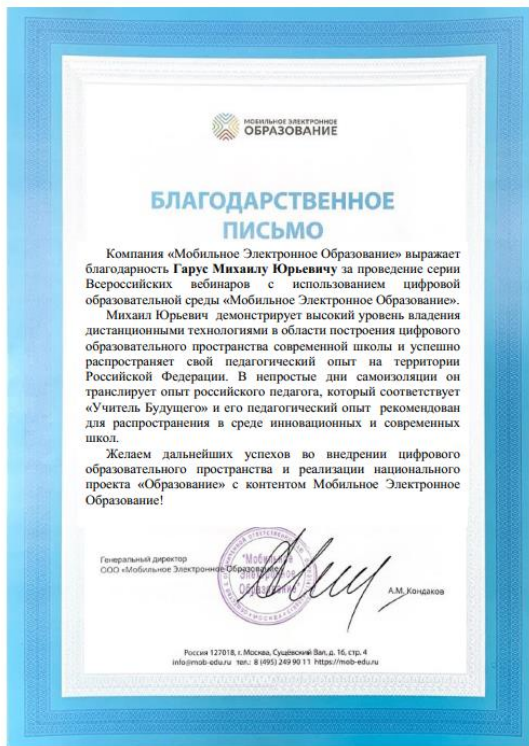 МОБИЛЬНОЕ ЭЛЕКТРОННОЕ
ОБРАЗОВАНИЕ
БЛАГОДАРСТВЕННОЕ
ПИСЬМО
Компания «Мобильное Электронное Образование» выражает
благодарность Гарус Михаилу Юрьевичу за проведение серии
Всероссийских вебинаров с использованием цифровой
образовательной среды «Мобильное Электронное Образование».
Михаил Юрьевич демонстрирует высокий уровень владения
дистанционными технологиями в области построения цифрового
образовательного пространства современной школы и успешно
распространяет свой педагогический опыт на территории
Российской Федерации. В непростые дни самоизоляции он
транслирует опыт российского педагога, который соответствует
«Учитель Будущего» и его педагогический опыт рекомендован
для распространения в среде инновационных и современных
школ.
Желаем дальнейших успехов во внедрении цифрового
образовательного пространства и реализации национального
проекта «Образование» с контентом Мобильное Электронное
Образование!
Генеральный директор
ООО «Мобильное Электронное Образование»
"Мобильное
Электронное
Образование"
МОСКВА
А.М. Кондаков
Россия 127018, г. Москва, Сущёвский Вал, д. 16, стр. 4
info@mob-edu.ru тел.: 8 (495) 249 90 11 https://mob-edu.ru